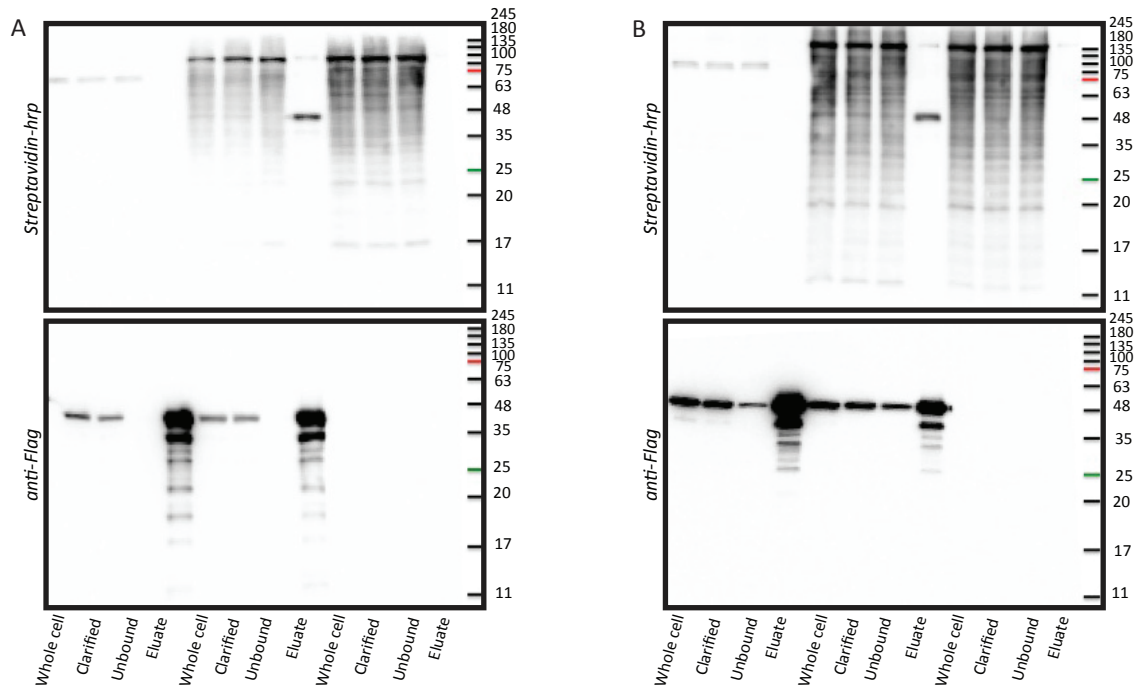 A
Streptavidin-hrp
245
180
135
100
75
63
48
35
25
20
17
11
anti-Flag
245
180
135
100
75
63
48
35
25
20
17
11
Whole cell
Clarified
Unbound
Eluate
Whole cell
Clarified
Unbound
Eluate
Whole cell
Clarified
Unbound
Eluate
B
Streptavidin-hrp
245
180
135
100
75
63
48
35
25
20
17
11
anti-Flag
245
180
135
100
75
63
48
35
25
20
17
11
Whole cell
Clarified
Unbound
Eluate
Whole cell
Clarified
Unbound
Eluate
Whole cell
Clarified
Unbound
Eluate